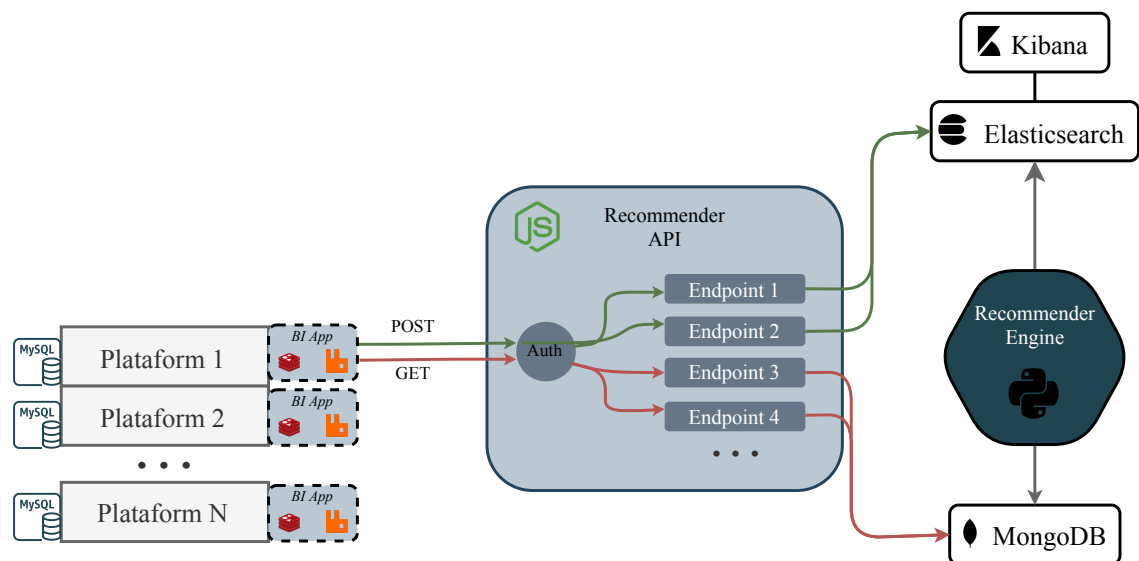 Kibana
Elasticsearch
JS
Recommender
API
Endpoint 1
Endpoint 2
Endpoint 3
Endpoint 4
• • •
Auth
POST
GET
MySQL
Plataform 1
BI App
MySQL
Plataform 2
BI App
• • •
MySQL
Plataform N
BI App
Recommender
Engine
MongoDB